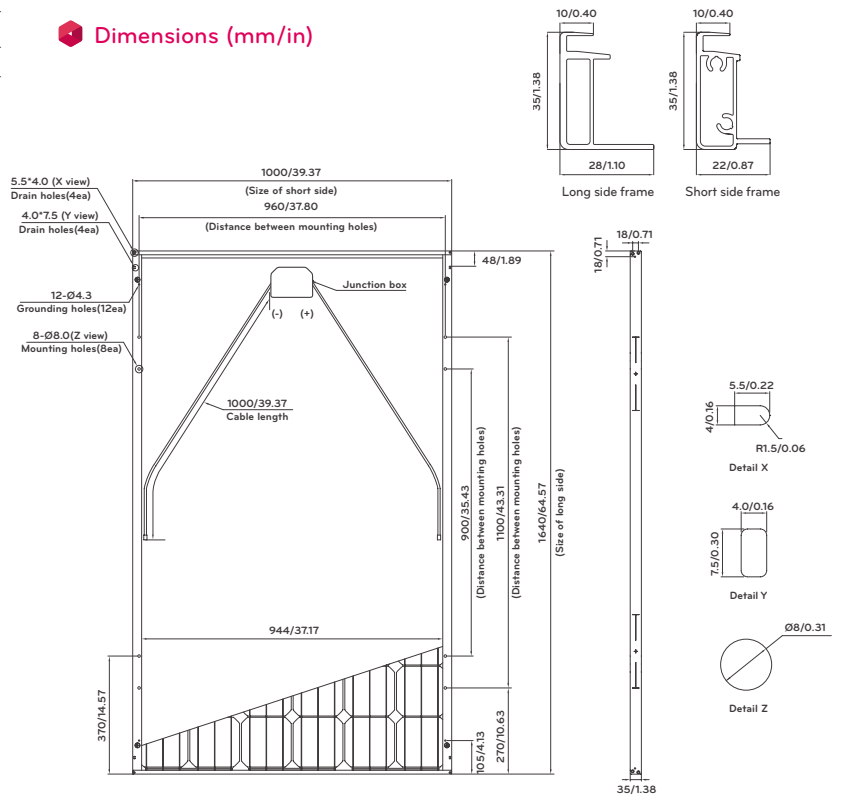 Dimensions (mm/in)
10/0.40
10/0.40
35/1.38
35/1.38
28/1.10
22/0.87
Long side frame
Short side frame
1000/39.37
(Size of short side)
960/37.80
(Distance between mounting holes)
5.5*4.0 (X view)
Drain holes(4ea)
4.0*7.5 (Y view)
Drain holes(4ea)
12-Ø4.3
Grounding holes(12ea)
8-Ø8.0(Z view)
Mounting holes(8ea)
48/1.89
Junction box
(-)
(+)
1000/39.37
Cable length
900/35.43
(Distance between mounting holes)
1100/43.31
(Distance between mounting holes)
1640/64.57
(Size of long side)
944/37.17
370/14.57
105/4.13
270/10.63
18/0.71
18/0.71
35/1.38
5.5/0.22
4/0.16
R1.5/0.06
Detail X
4.0/0.16
7.5/0.30
Detail Y
Ø8/0.31
Detail Z